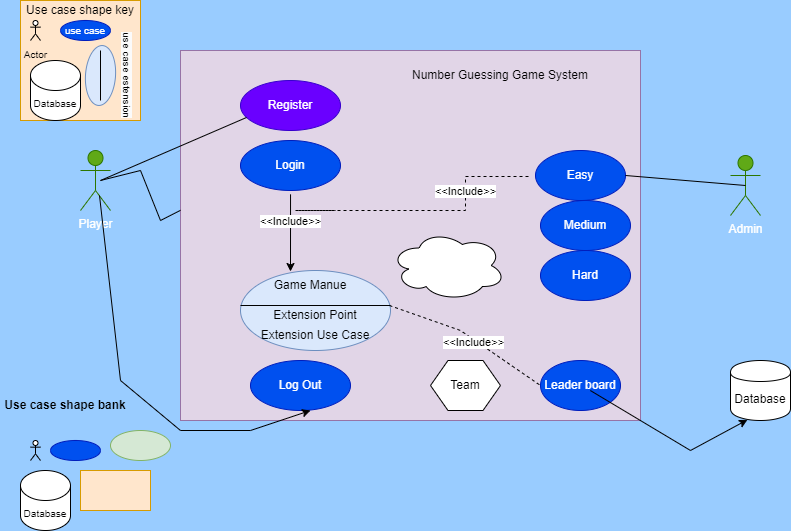 Use case shape key
use case
Actor
use case estension
Database
Number Guessing Game System
Register
Login
<<Include>>
Easy
<<Include>>
Medium
Player
Admin
Hard
Game Manue
Extension Point
Extension Use Case
<<Include>>
Log Out
Team
Leader board
Database
Use case shape bank
Database